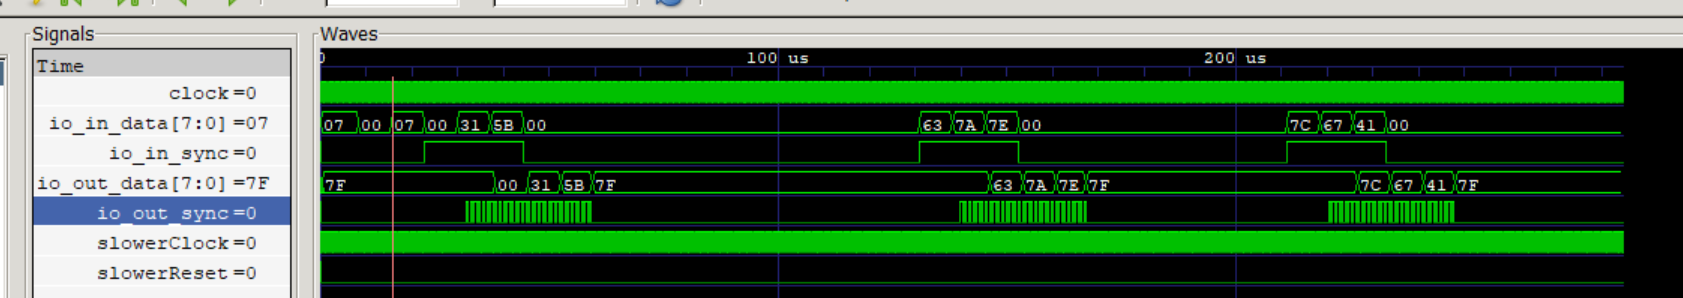 Signals
Waves
Time
0 100 us 200 us
clock=0
io_in_data[7:0]=07
07 00 07 00 31 5B 00 63 7A 7E 00 7C 67 41 00
io_in_sync=0
io_out_data[7:0]=7F
7F 00 31 5B 7F 63 7A 7E 7F 7C 67 41 7F
io_out_sync=0
slowerClock=0
slowerReset=0